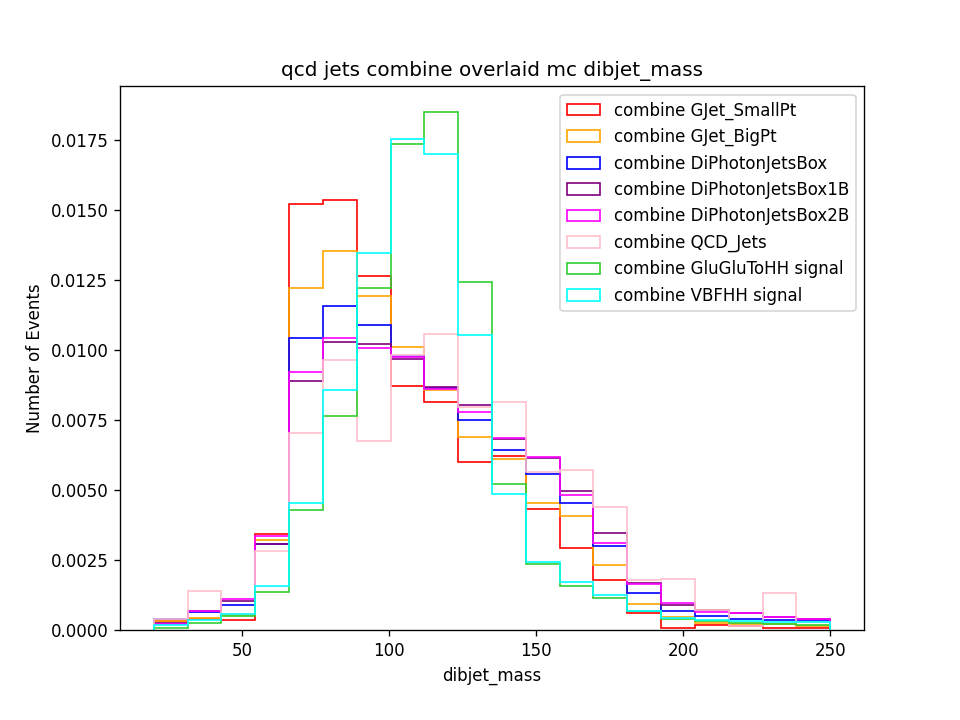 qcd jets combine overlaid mc dibjet_mass
combine GJet_SmallPt
combine GJet_BigPt
combine DiPhotonJetsBox
combine DiPhotonJetsBox1B
combine DiPhotonJetsBox2B
combine QCD_Jets
combine GluGluToHH signal
combine VBFHH signal
Number of Events
0.0175
0.0150
0.0125
0.0100
0.0075
0.0050
0.0025
0.0000
50 100 150 200 250
dibjet_mass